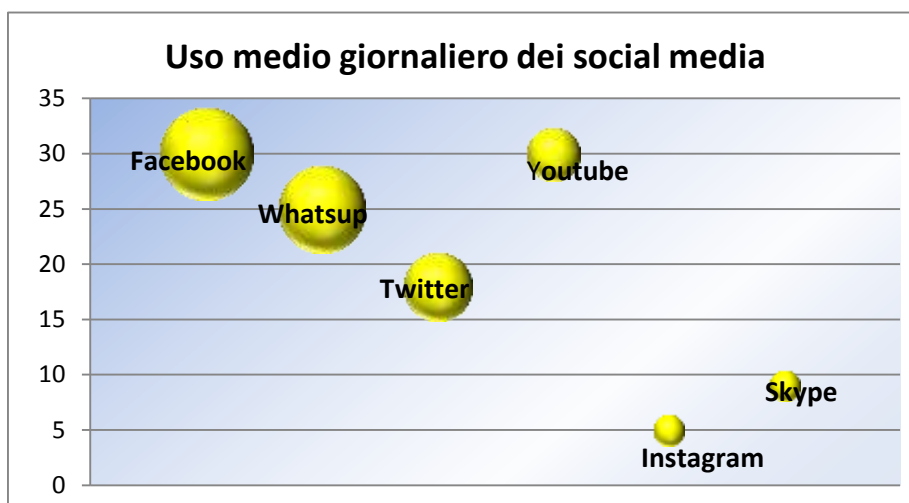 Uso medio giornaliero dei social media
35
30
25
20
15
10
5
0
Facebook
Youtube
Whatsup
Twitter
Skype
Instagram